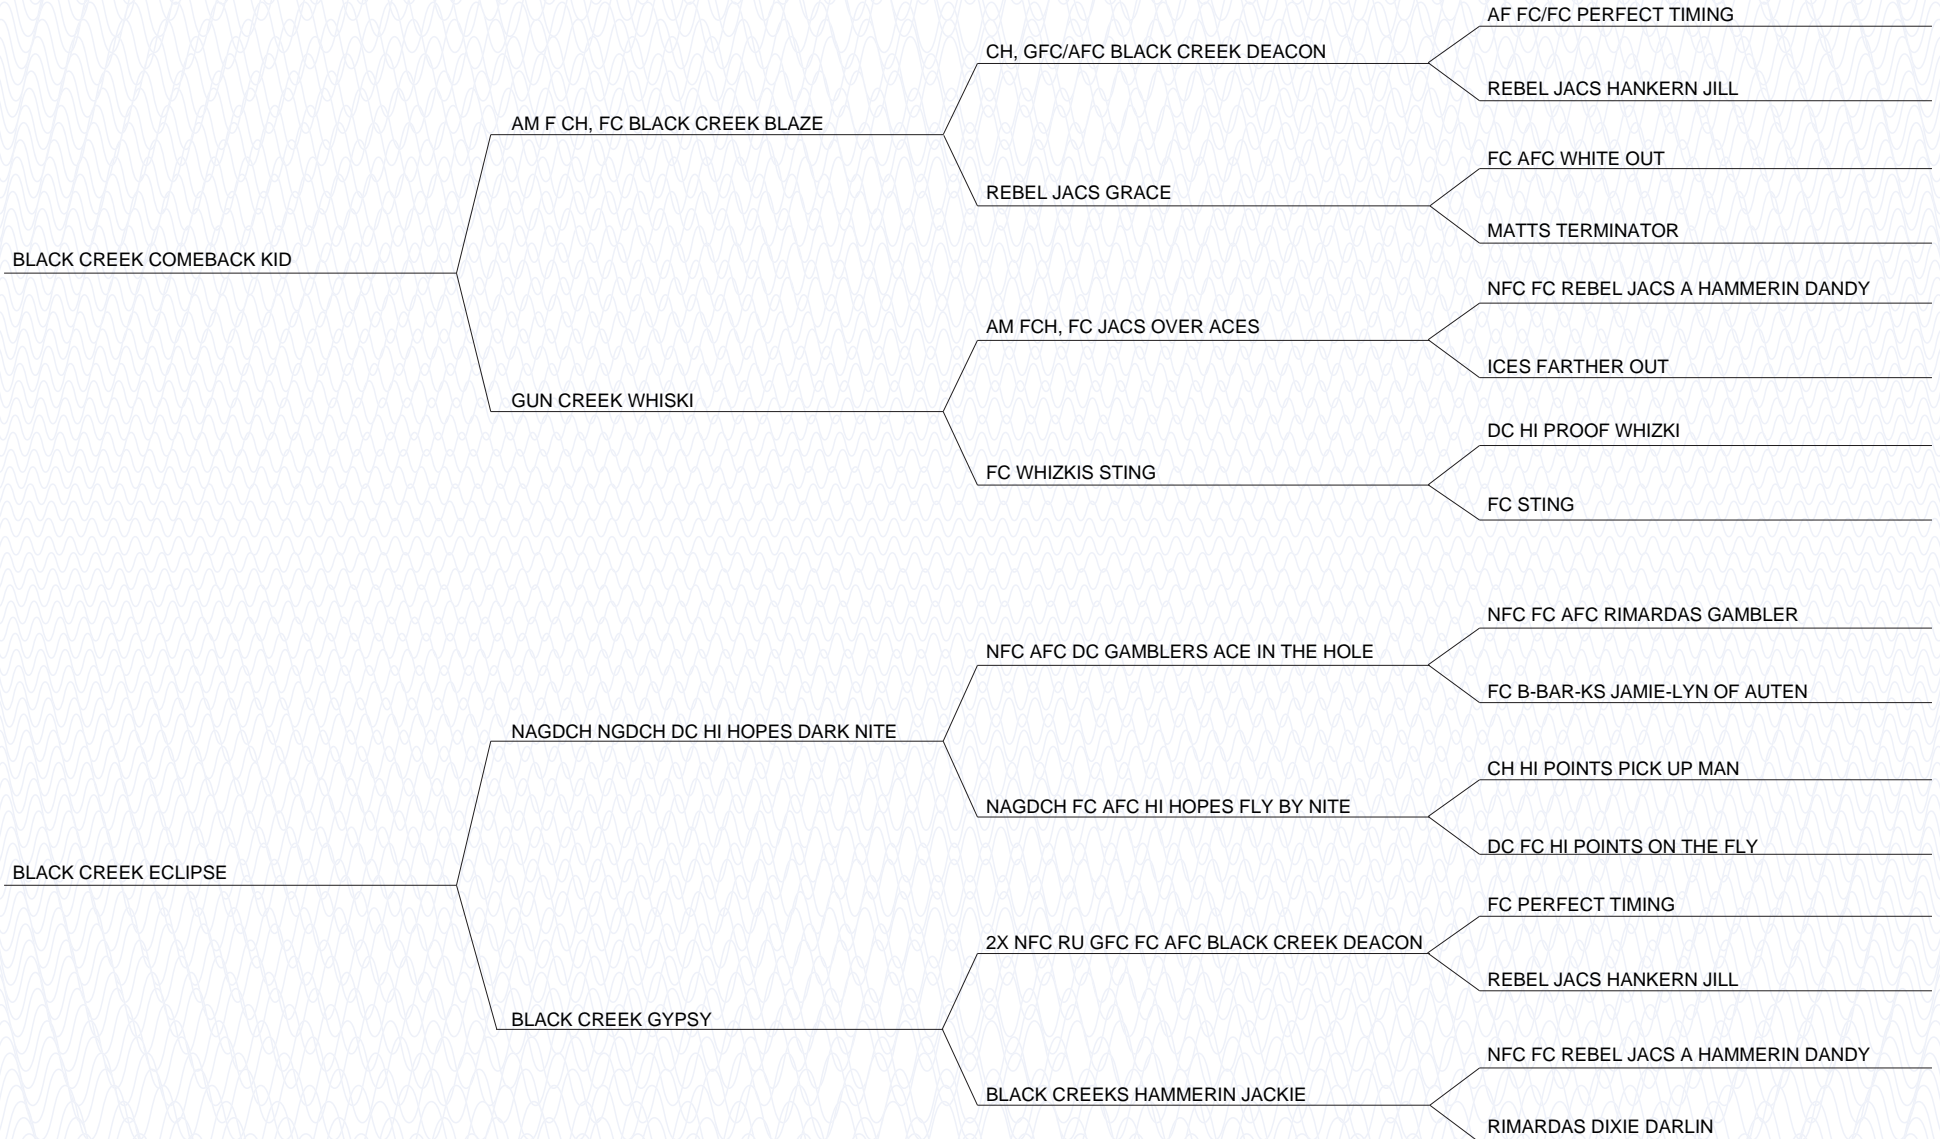 AF FC/FC PERFECT TIMING
CH, GFC/AFC BLACK CREEK DEACON
REBEL JACS HANKERN JILL
AM F CH, FC BLACK CREEK BLAZE
FC AFC WHITE OUT
REBEL JACS GRACE
MATTS TERMINATOR
BLACK CREEK COMEBACK KID
NFC FC REBEL JACS A HAMMERIN DANDY
AM FCH, FC JACS OVER ACES
ICES FARTHER OUT
GUN CREEK WHISKI
DC HI PROOF WHIZKI
FC WHIZKIS STING
FC STING
NFC FC AFC RIMARDAS GAMBLER
NFC AFC DC GAMBLERS ACE IN THE HOLE
FC B-BAR-KS JAMIE-LYN OF AUTEN
NAGDCH NGDCH DC HI HOPES DARK NITE
CH HI POINTS PICK UP MAN
NAGDCH FC AFC HI HOPES FLY BY NITE
DC FC HI POINTS ON THE FLY
BLACK CREEK ECLIPSE
FC PERFECT TIMING
2X NFC RU GFC FC AFC BLACK CREEK DEACON
REBEL JACS HANKERN JILL
BLACK CREEK GYPSY
NFC FC REBEL JACS A HAMMERIN DANDY
BLACK CREEKS HAMMERIN JACKIE
RIMARDAS DIXIE DARLIN